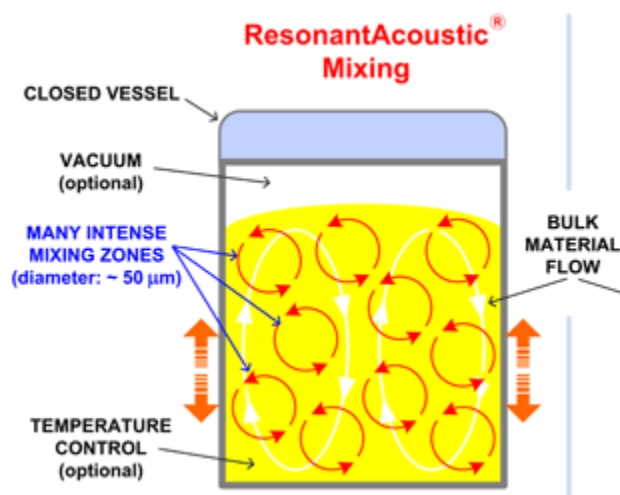 ResonantAcoustic®
Mixing
CLOSED VESSEL
VACUUM
(optional)
MANY INTENSE
MIXING ZONES
(diameter: ~ 50 μm)
BULK
MATERIAL
FLOW
TEMPERATURE
CONTROL
(optional)